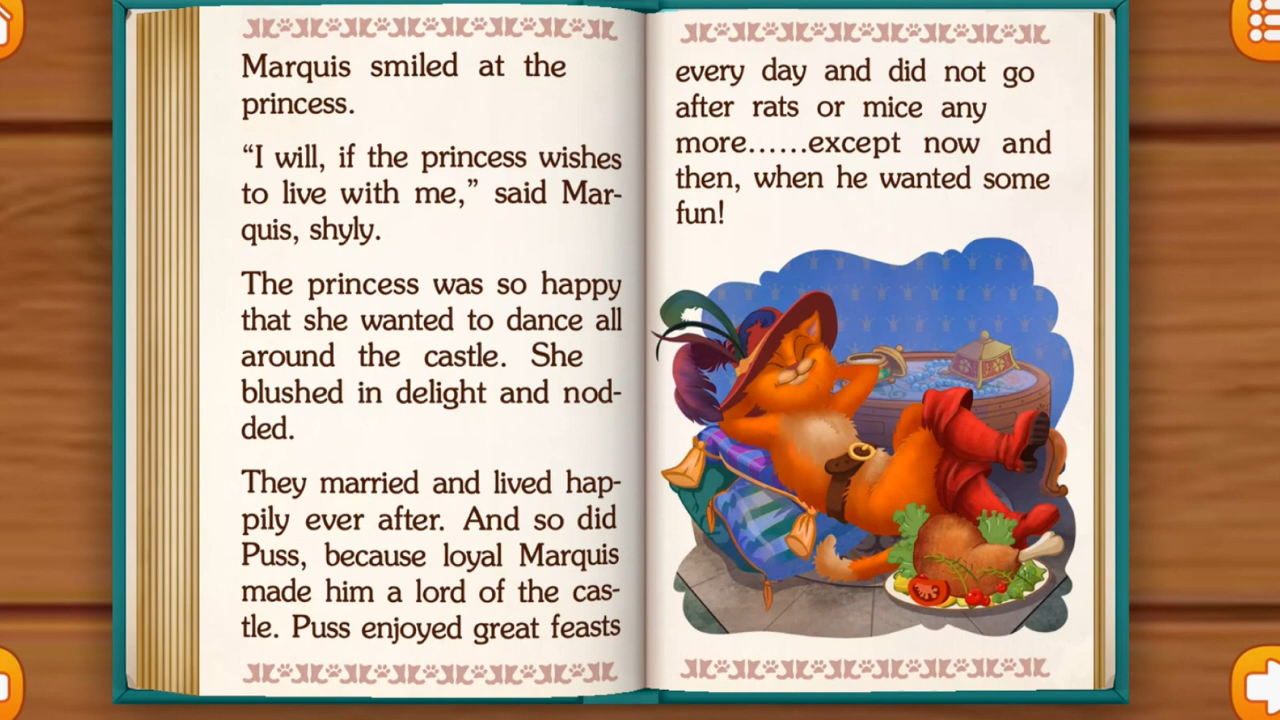 Marquis smiled at the
princess.
“I will, if the princess wishes
to live with me,” said Mar-
quis, shyly.
The princess was so happy
that she wanted to dance all
around the castle. She
blushed in delight and nod-
ded.
They married and lived hap-
pily ever after. And so did
Puss, because loyal Marquis
made him a lord of the cas-
tle. Puss enjoyed great feasts
every day and did not go
after rats or mice any
more......except now and
then, when he wanted some
fun!